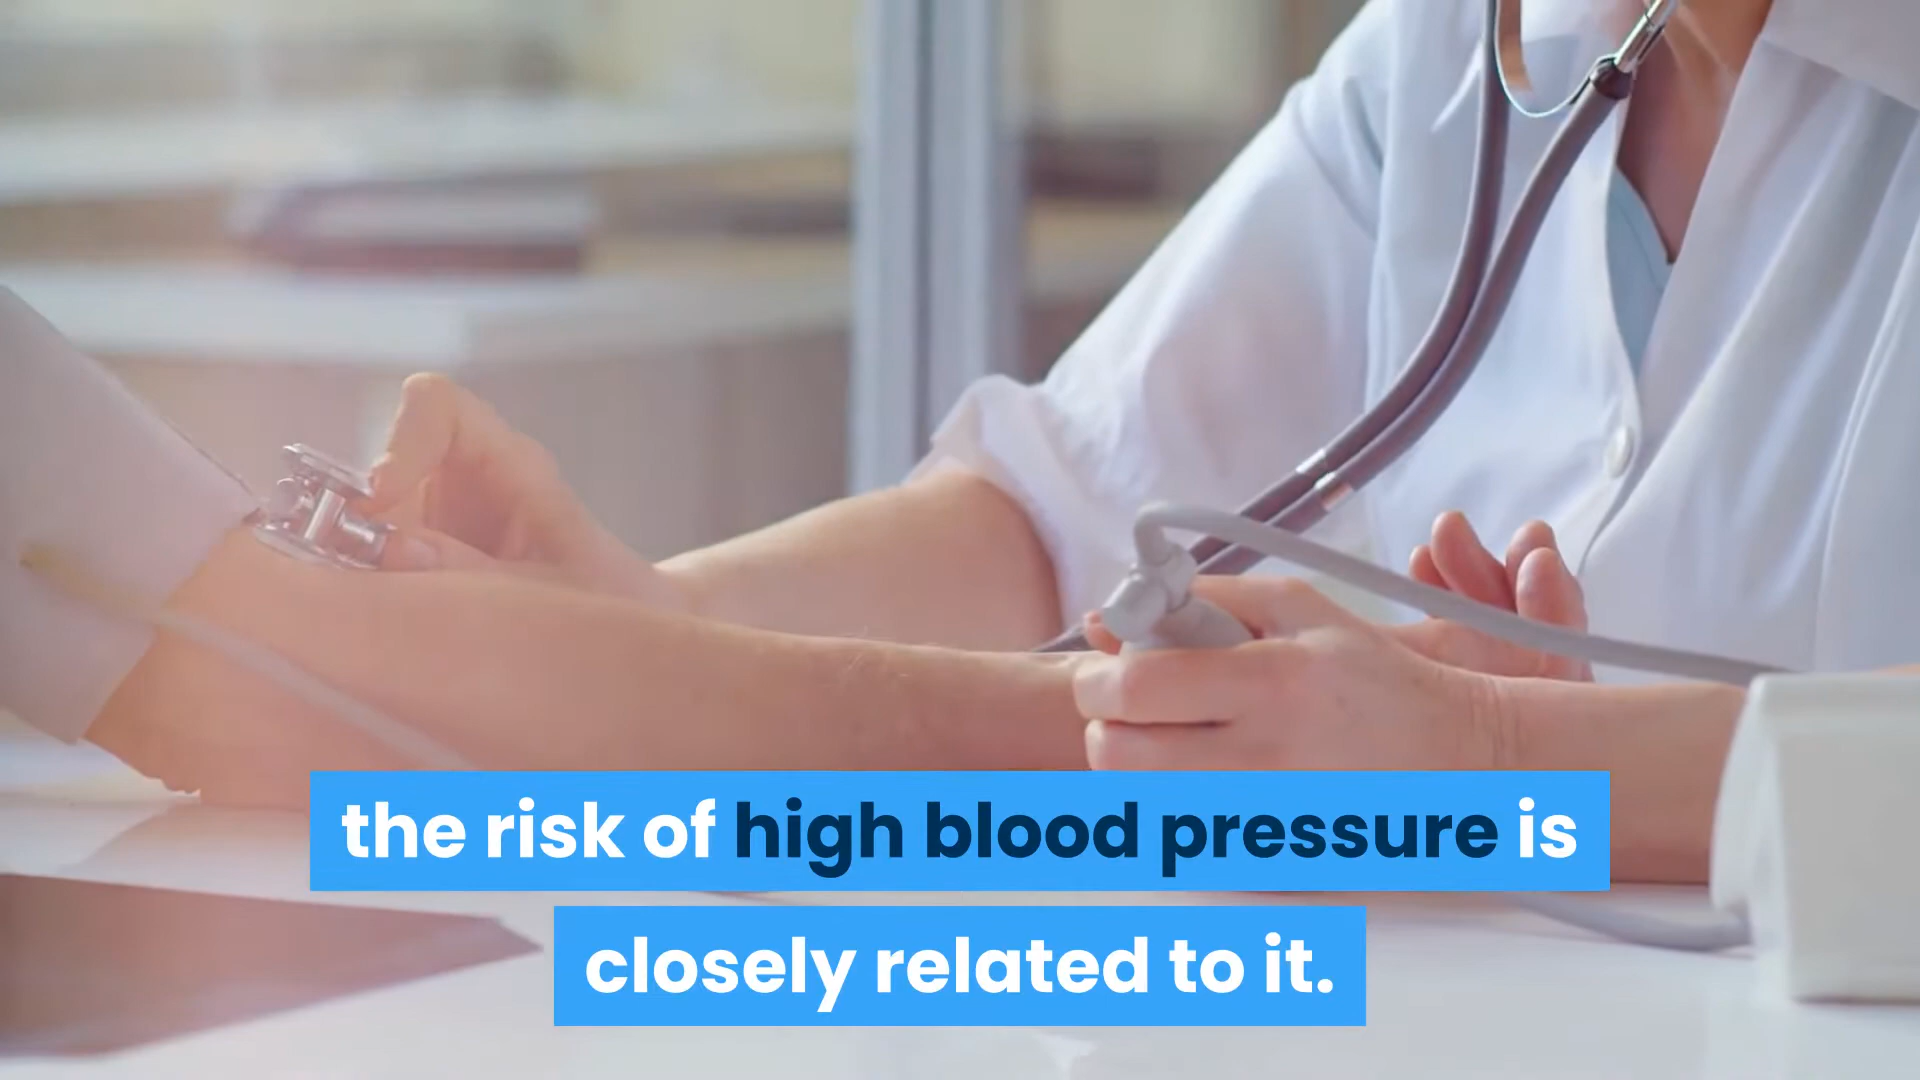 the risk of high blood pressure is
closely related to it.